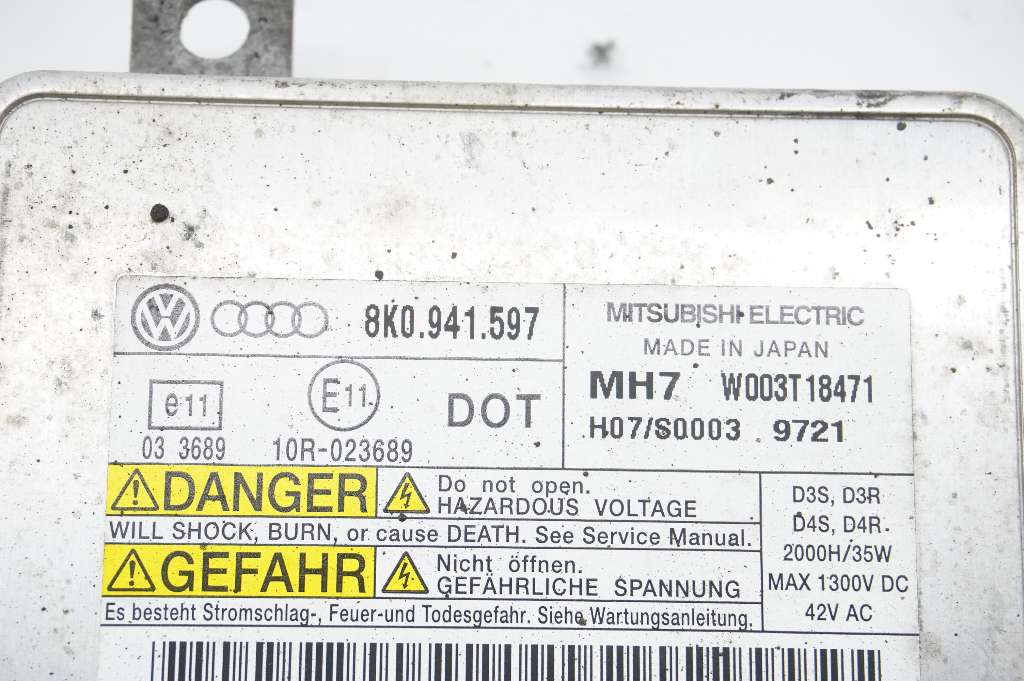 VW 8K0.941.597
MITSUBISHI ELECTRIC
MADE IN JAPAN
MH7 W003T18471
H07/S0003 9721
e11 E11 DOT
03 3689 10R-023689
DANGER Do not open.
HAZARDOUS VOLTAGE
WILL SHOCK, BURN, or cause DEATH. See Service Manual.
GEFAHR Nicht öffnen.
GEFÄHRLICHE SPANNUNG
Es besteht Stromschlag-, Feuer-und Todesgefahr. Siehe Wartungsanleitung.
D3S, D3R
D4S, D4R
2000H/35W
MAX 1300V DC
42V AC